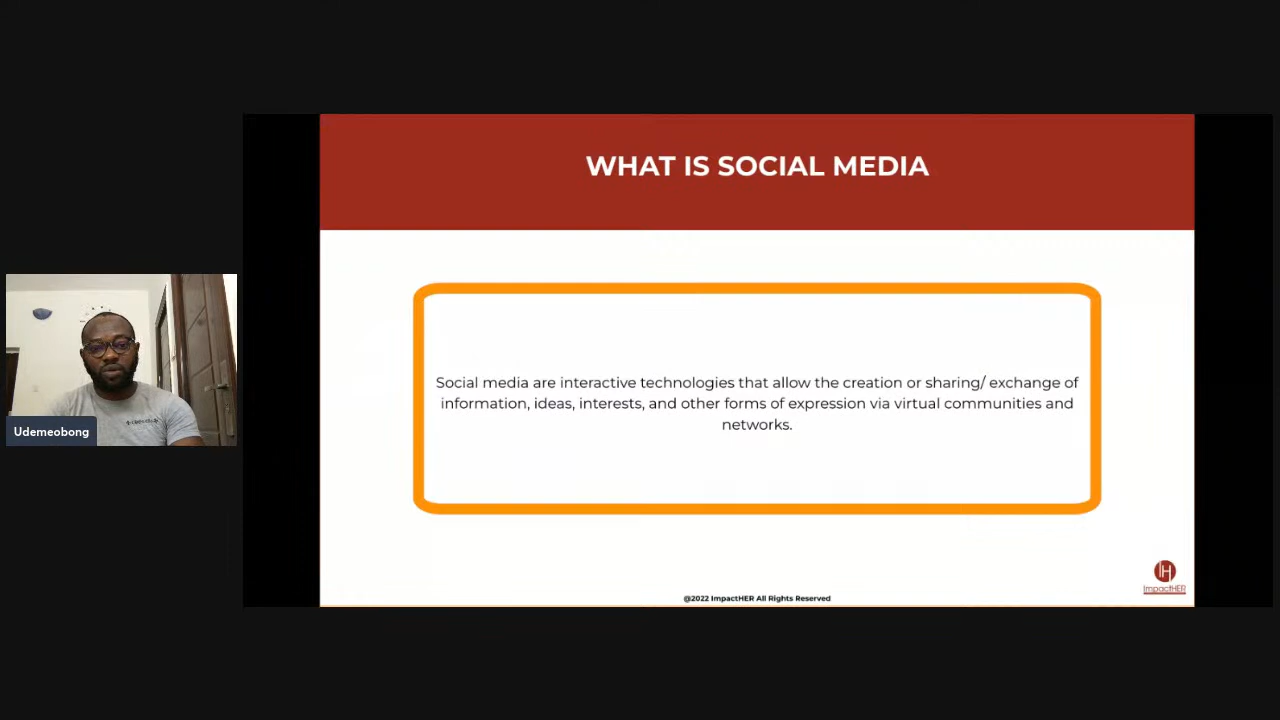 WHAT IS SOCIAL MEDIA
Social media are interactive technologies that allow the creation or sharing/ exchange of
information, ideas, interests, and other forms of expression via virtual communities and
networks.
Udemeobong
ImpactHER
@2022 ImpactHER All Rights Reserved